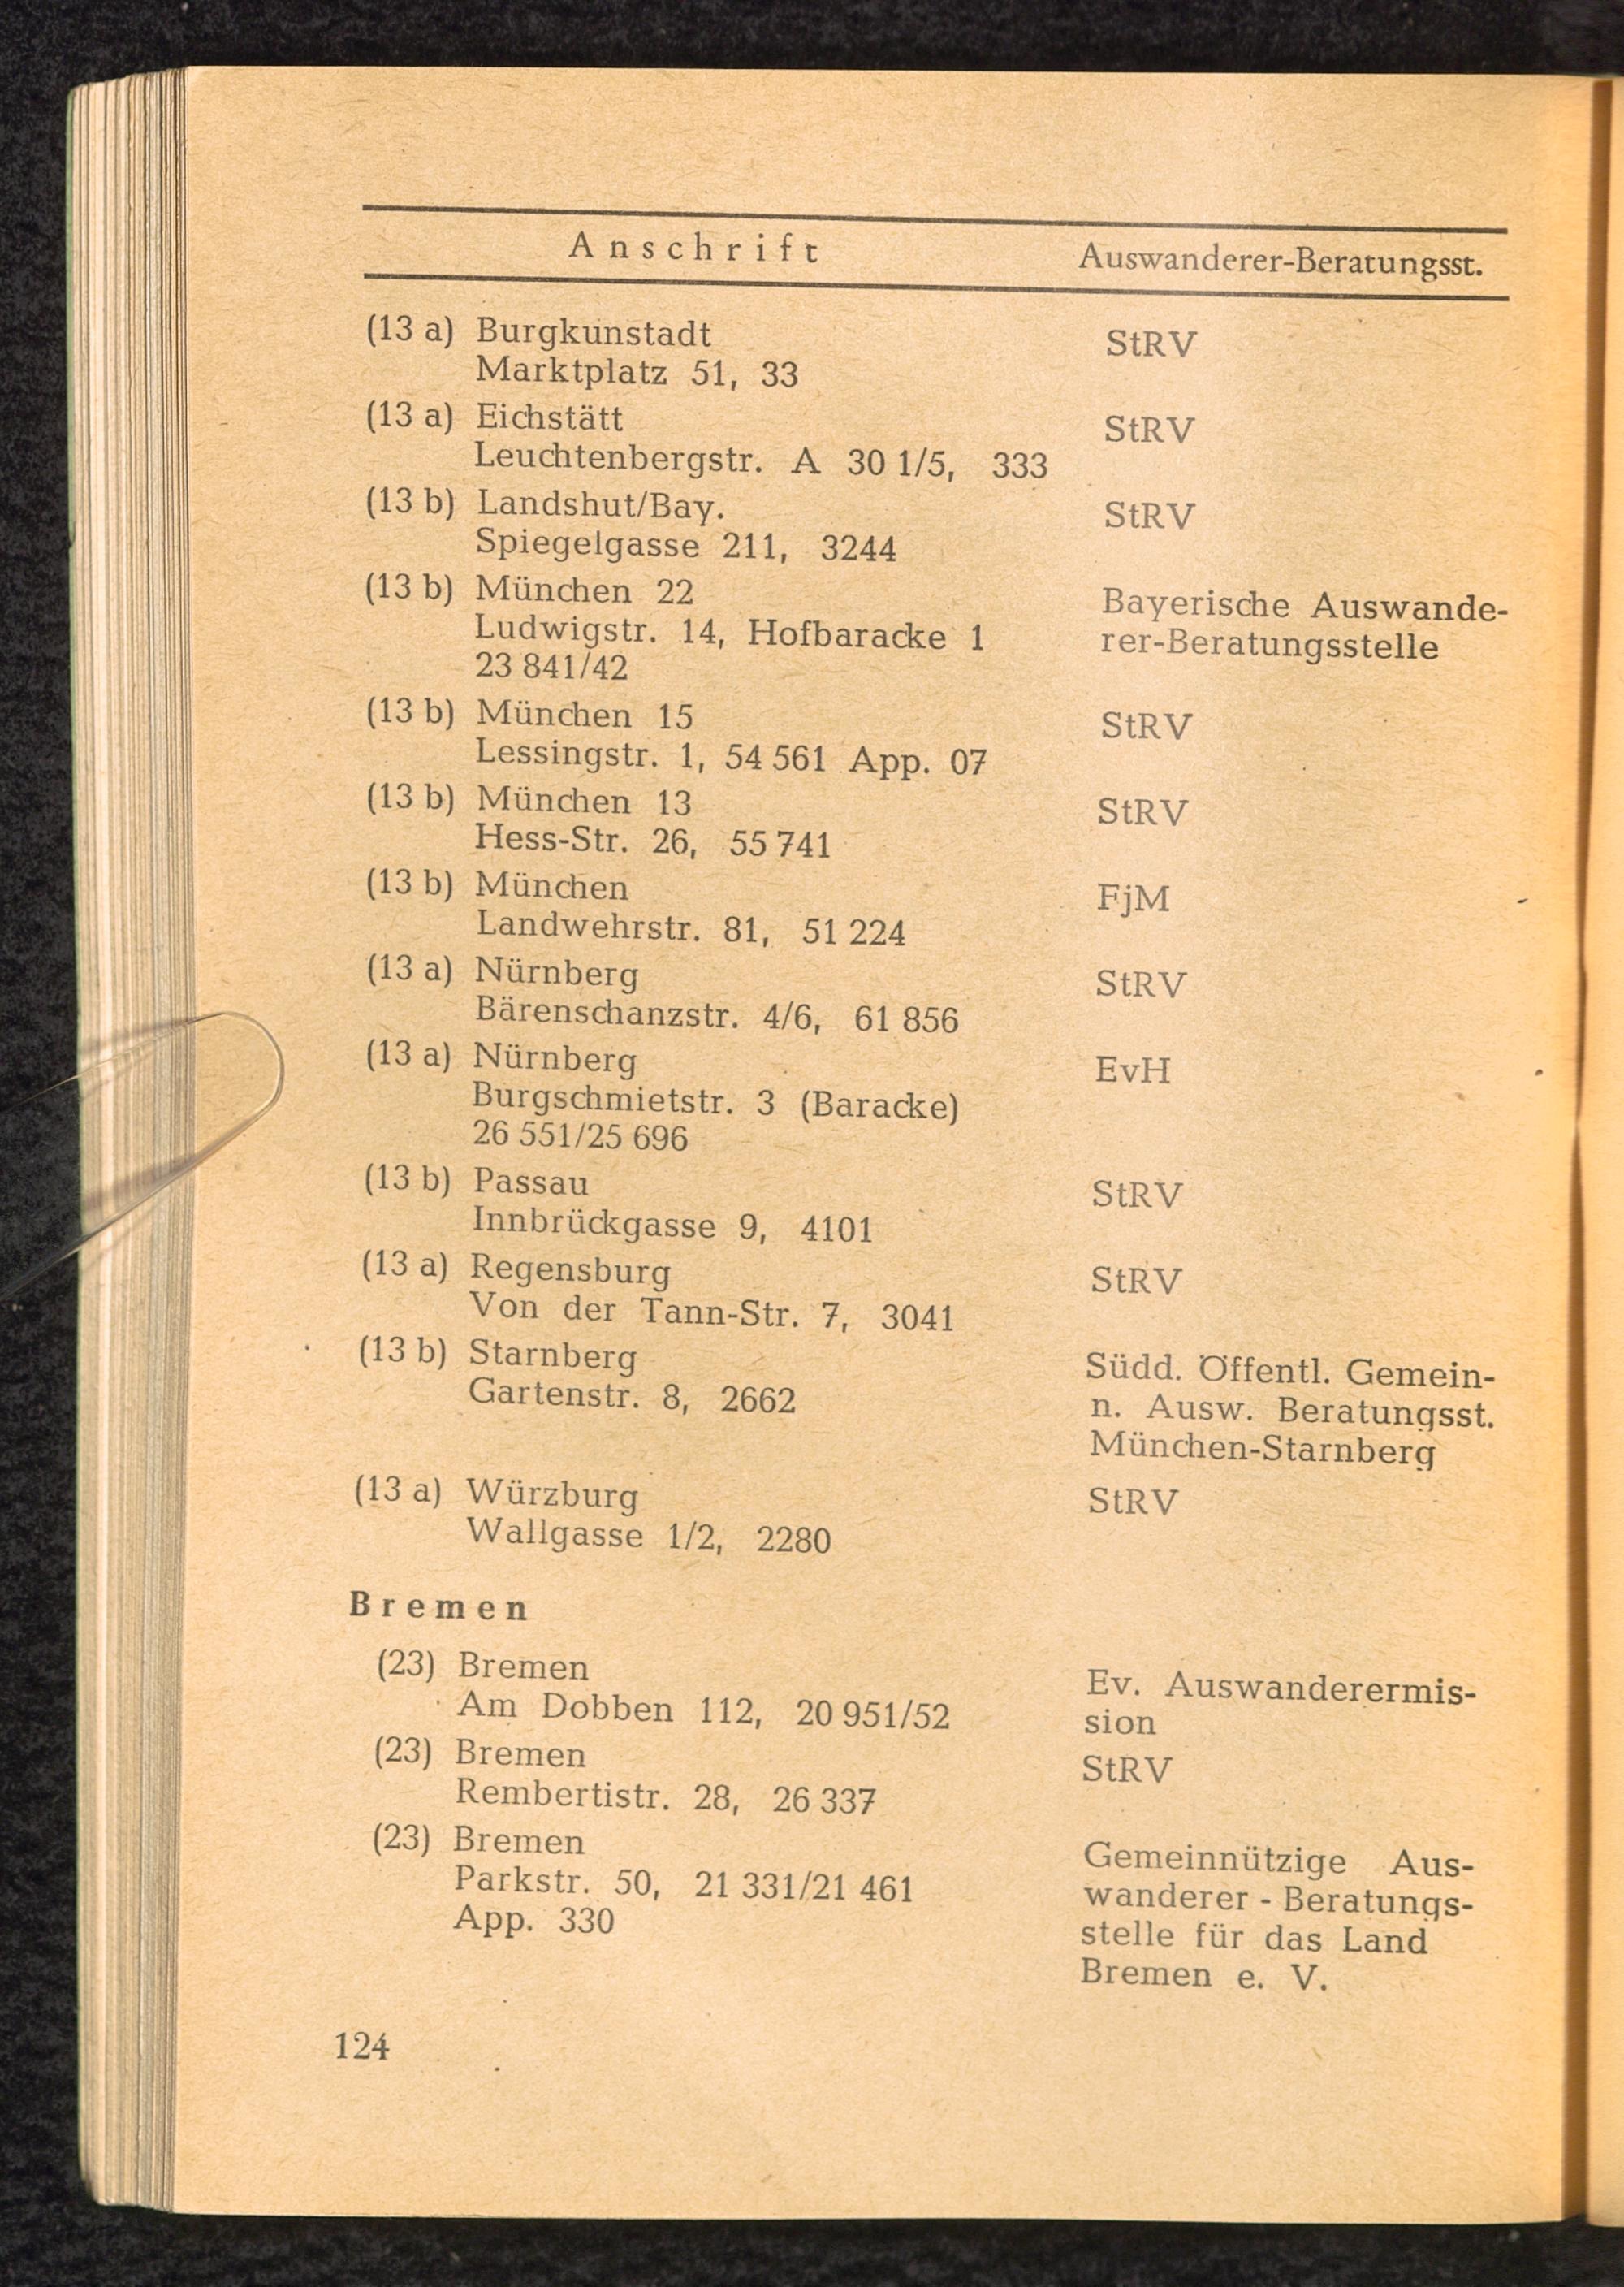 Anschrift Auswanderer-Beratungsst.
(13 a) Burgkunstadt StRV
Marktplatz 51, 33
(13 a) Eichstätt StRV
Leuchtenbergstr. A 30 1/5, 333
(13 b) Landshut/Bay. StRV
Spiegelgasse 211, 3244
(13 b) München 22 Bayerische Auswande-
Ludwigstr. 14, Hofbaracke 1 rer-Beratungsstelle
23 841/42
(13 b) München 15 StRV
Lessingstr. 1, 54 561 App. 07
(13 b) München 13 StRV
Hess-Str. 26, 55 741
(13 b) München FjM
Landwehrstr. 81, 51 224
(13 a) Nürnberg StRV
Bärenschanzstr. 4/6, 61 856
(13 a) Nürnberg EvH
Burgschmietstr. 3 (Baracke)
26 551/25 696
(13 b) Passau StRV
Innbrückgasse 9, 4101
(13 a) Regensburg StRV
Von der Tann-Str. 7, 3041
(13 b) Starnberg Südd. Öffentl. Gemein-
Gartenstr. 8, 2662 n. Ausw. Beratungsst.
München-Starnberg
(13 a) Würzburg StRV
Wallgasse 1/2, 2280
Bremen
(23) Bremen Ev. Auswanderermis-
Am Dobben 112, 20 951/52 sion
(23) Bremen StRV
Rembertistr. 28, 26 337
(23) Bremen Gemeinnützige Aus-
Parkstr. 50, 21 331/21 461 wanderer - Beratungs-
App. 330 stelle für das Land
Bremen e. V.
124